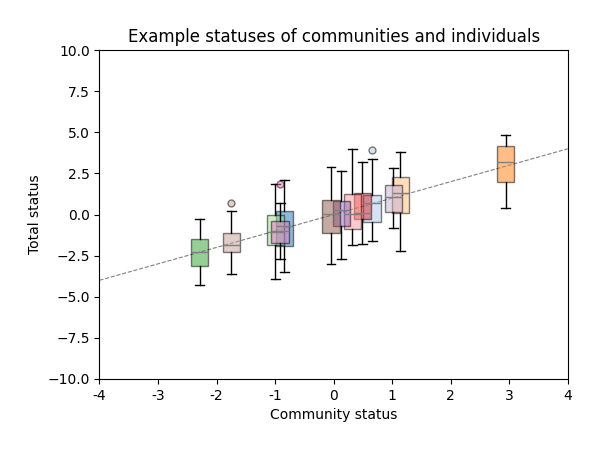 Example statuses of communities and individuals
10.0
7.5
5.0
2.5
0.0
−2.5
−5.0
−7.5
−10.0
Total status
-4 -3 -2 -1 0 1 2 3 4
Community status